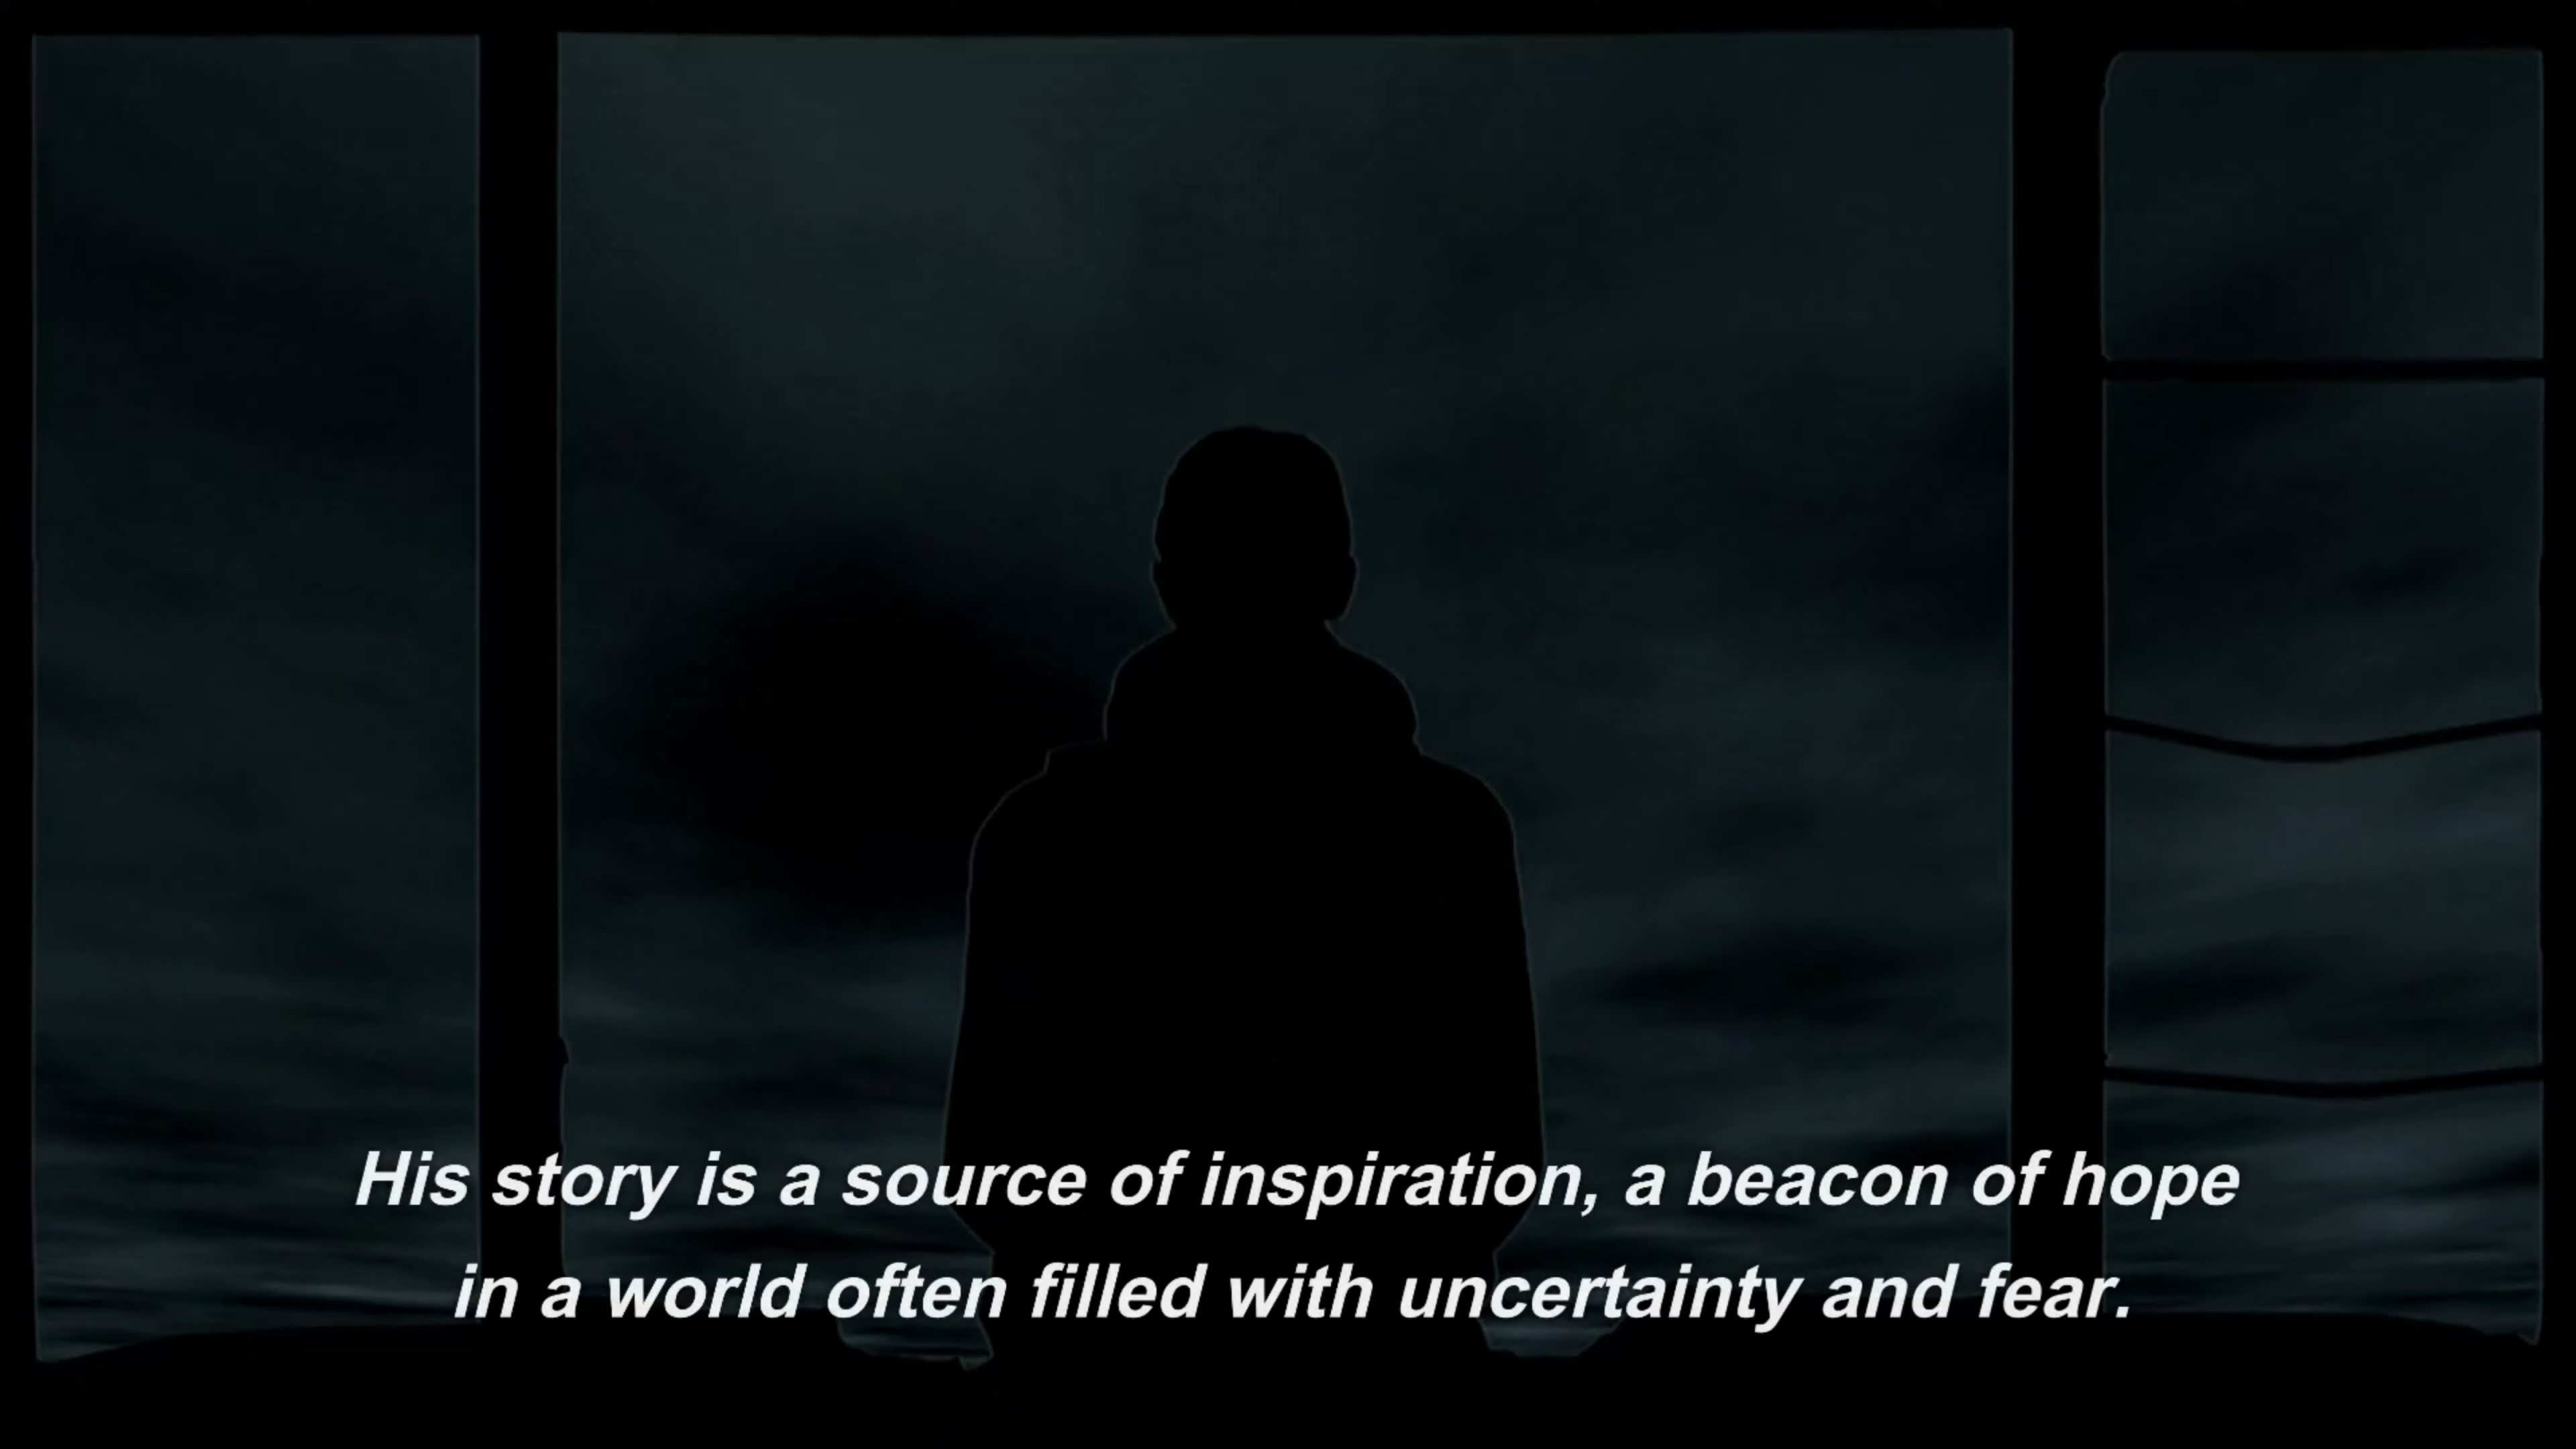 His story is a source of inspiration, a beacon of hope
in a world often filled with uncertainty and fear.